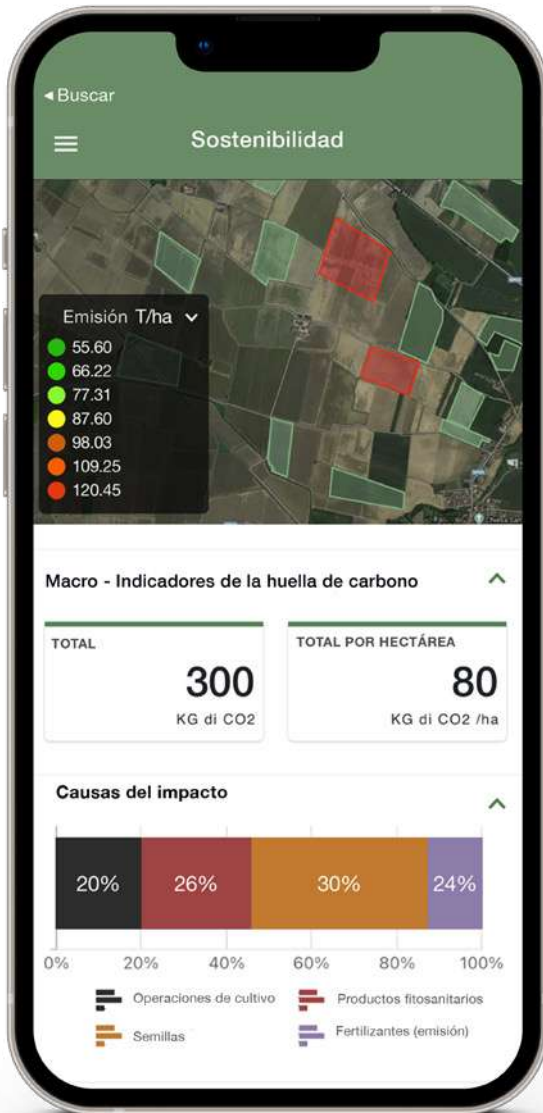 Buscar
Sostenibilidad
Emisión T/ha
55.60
66.22
77.31
87.60
98.03
109.25
120.45
Macro - Indicadores de la huella de carbono
TOTAL
300
KG di CO2
TOTAL POR HECTÁREA
80
KG di CO2 /ha
Causas del impacto
20%
26%
30%
24%
0%
20%
40%
60%
80%
100%
Operaciones de cultivo
Productos fitosanitarios
Semillas
Fertilizantes (emisión)